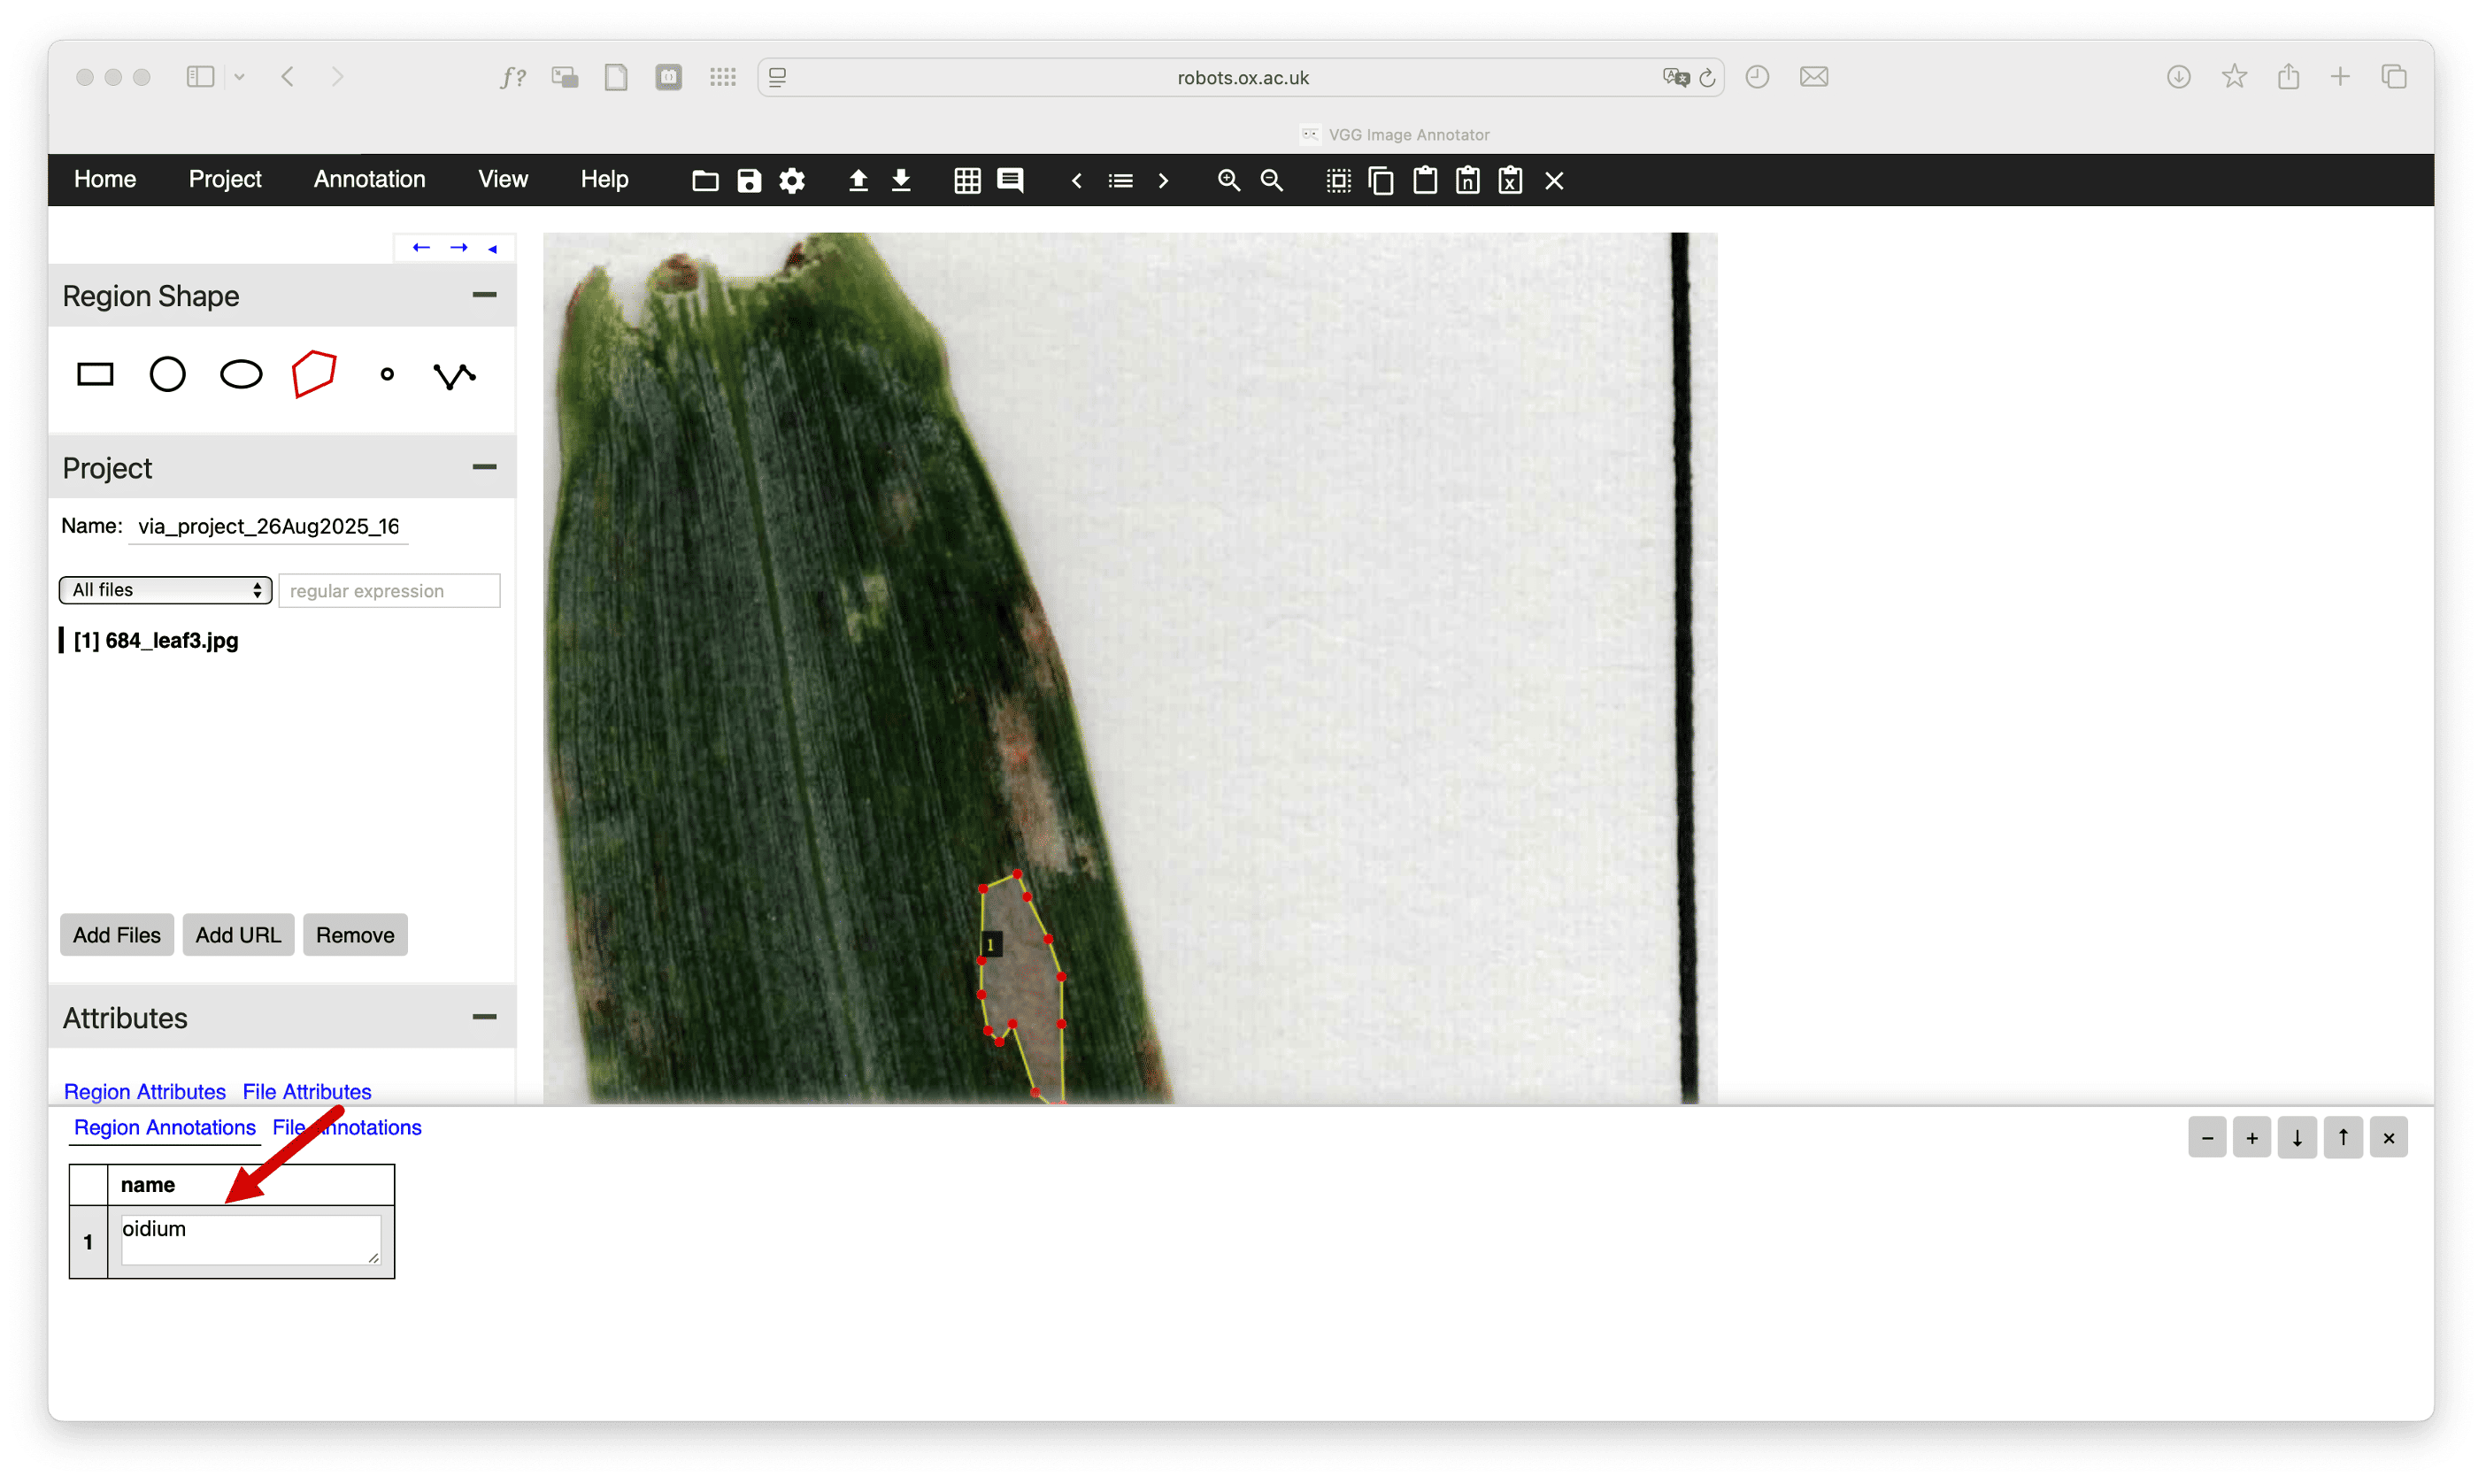 robots.ox.ac.uk
VGG Image Annotator
Home Project Annotation View Help
Region Shape
Project
Name: via_project_26Aug2025_16
All files regular expression
[1] 684_leaf3.jpg
1
Add Files Add URL Remove
Attributes
Region Attributes File Attributes
Region Annotations File Annotations
name
1 oidium